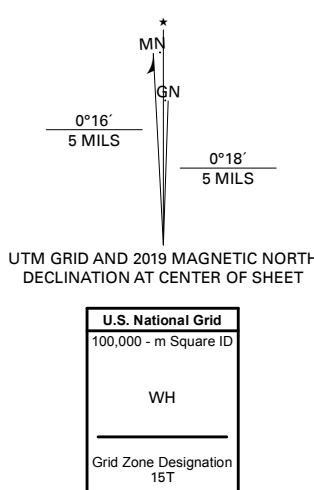 ★
MN
GN
0°16´
5 MILS
0°18´
5 MILS
UTM GRID AND 2019 MAGNETIC NORTH
DECLINATION AT CENTER OF SHEET
U.S. National Grid
100,000 - m Square ID
WH
Grid Zone Designation
15T